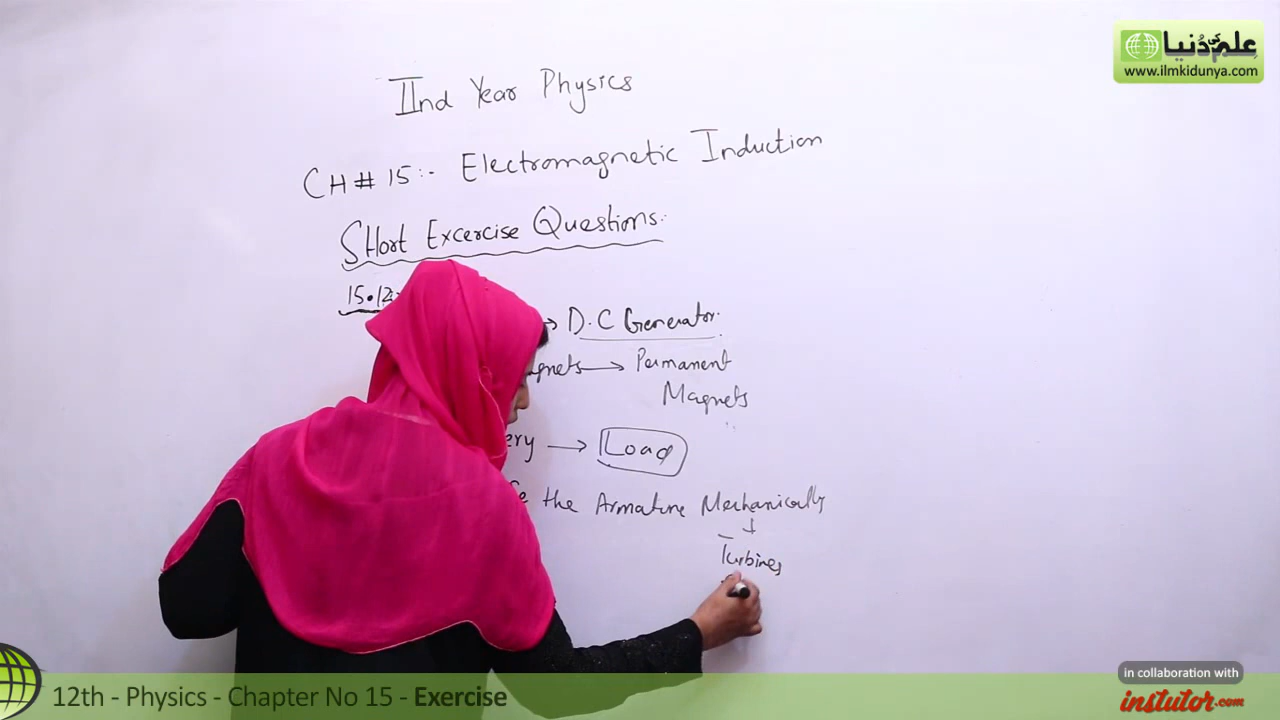 علم کی دُنیا
www.ilmkidunya.com
IInd Year Physics
CH # 15:- Electromagnetic Induction
SHort Excercise Questions.
15.12
D.C Generator.
gnets → Permanent
Magnets
ery → Load
the Armature Mechanically
↓
Turbines
in collaboration with
instutor.com
12th - Physics - Chapter No 15 - Exercise